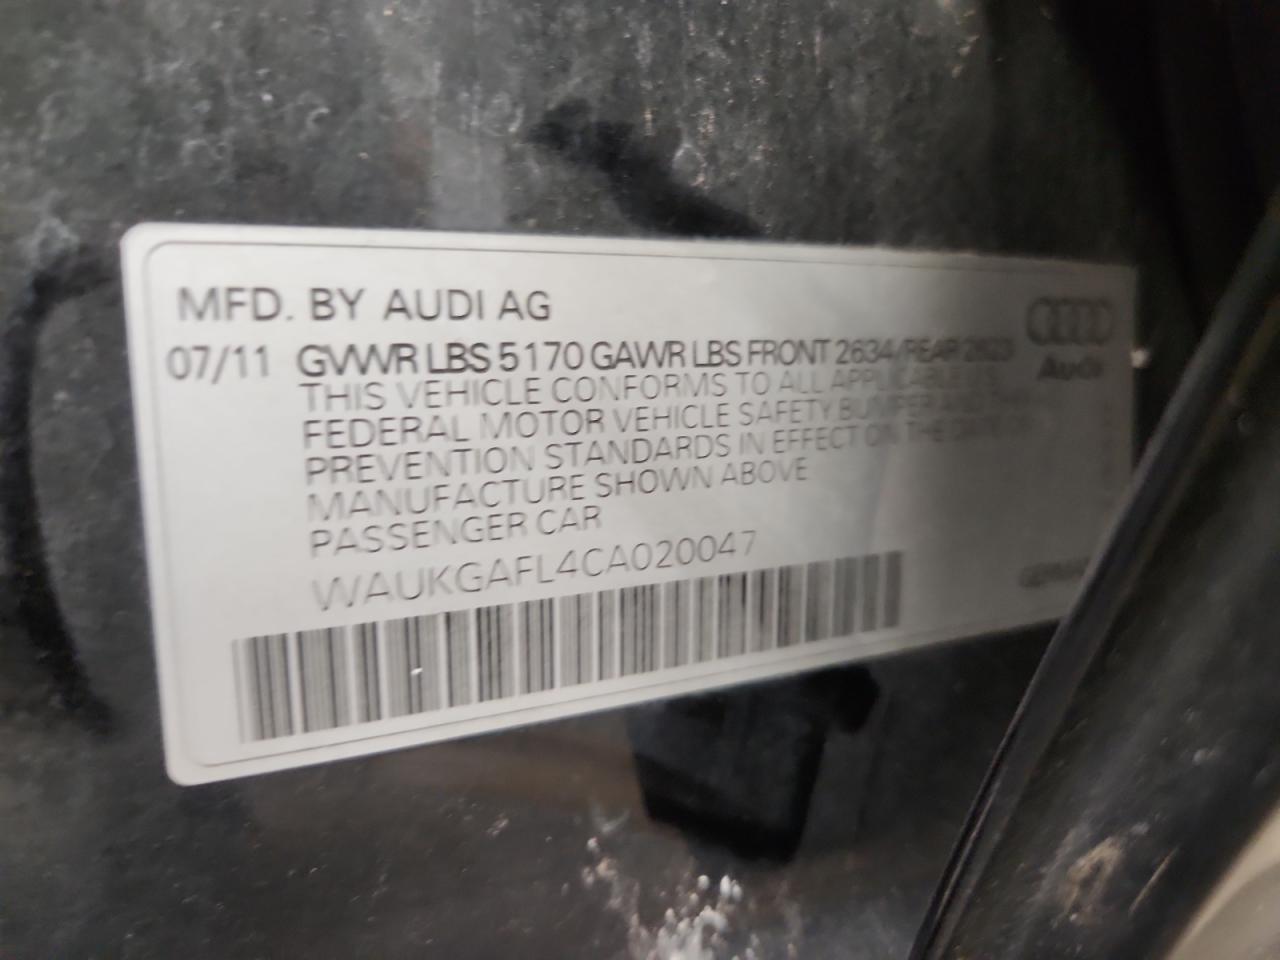 MFD. BY AUDI AG
07/11 GVWR LBS 5170 GAWR LBS FRONT 2634/REAR
Audi
THIS VEHICLE CONFORMS TO ALL APPLICABLE U.S.
FEDERAL MOTOR VEHICLE SAFETY BUMPER AND THEFT
PREVENTION STANDARDS IN EFFECT ON THE DATE OF
MANUFACTURE SHOWN ABOVE
PASSENGER CAR
WAUKGAFL4CA020047